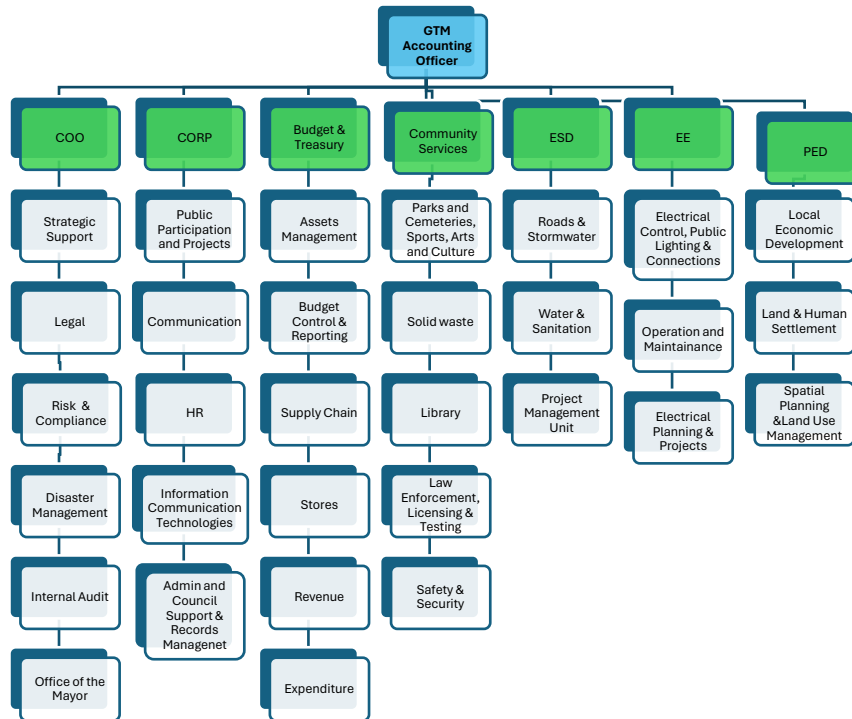 GTM
Accounting
Officer
COO
CORP
Budget &
Treasury
Community
Services
ESD
EE
PED
Strategic
Support
Legal
Risk & 
Compliance
Disaster
Management
Internal Audit
Office of the
Mayor
Public
Participation
and Projects
Communication
HR
Information
Communication
Technologies
Admin and
Council
Support &
Records
Managenet
Assets
Management
Budget
Control &
Reporting
Supply Chain
Stores
Revenue
Expenditure
Parks and
Cemeteries,
Sports, Arts
and Culture
Solid waste
Library
Law
Enforcement,
Licensing &
Testing
Safety &
Security
Roads &
Stormwater
Water &
Sanitation
Project
Management
Unit
Electrical
Control, Public
Lighting &
Connections
Operation and
Maintainance
Electrical
Planning &
Projects
Local
Economic
Development
Land & Human
Settlement
Spatial
Planning
&Land Use
Management